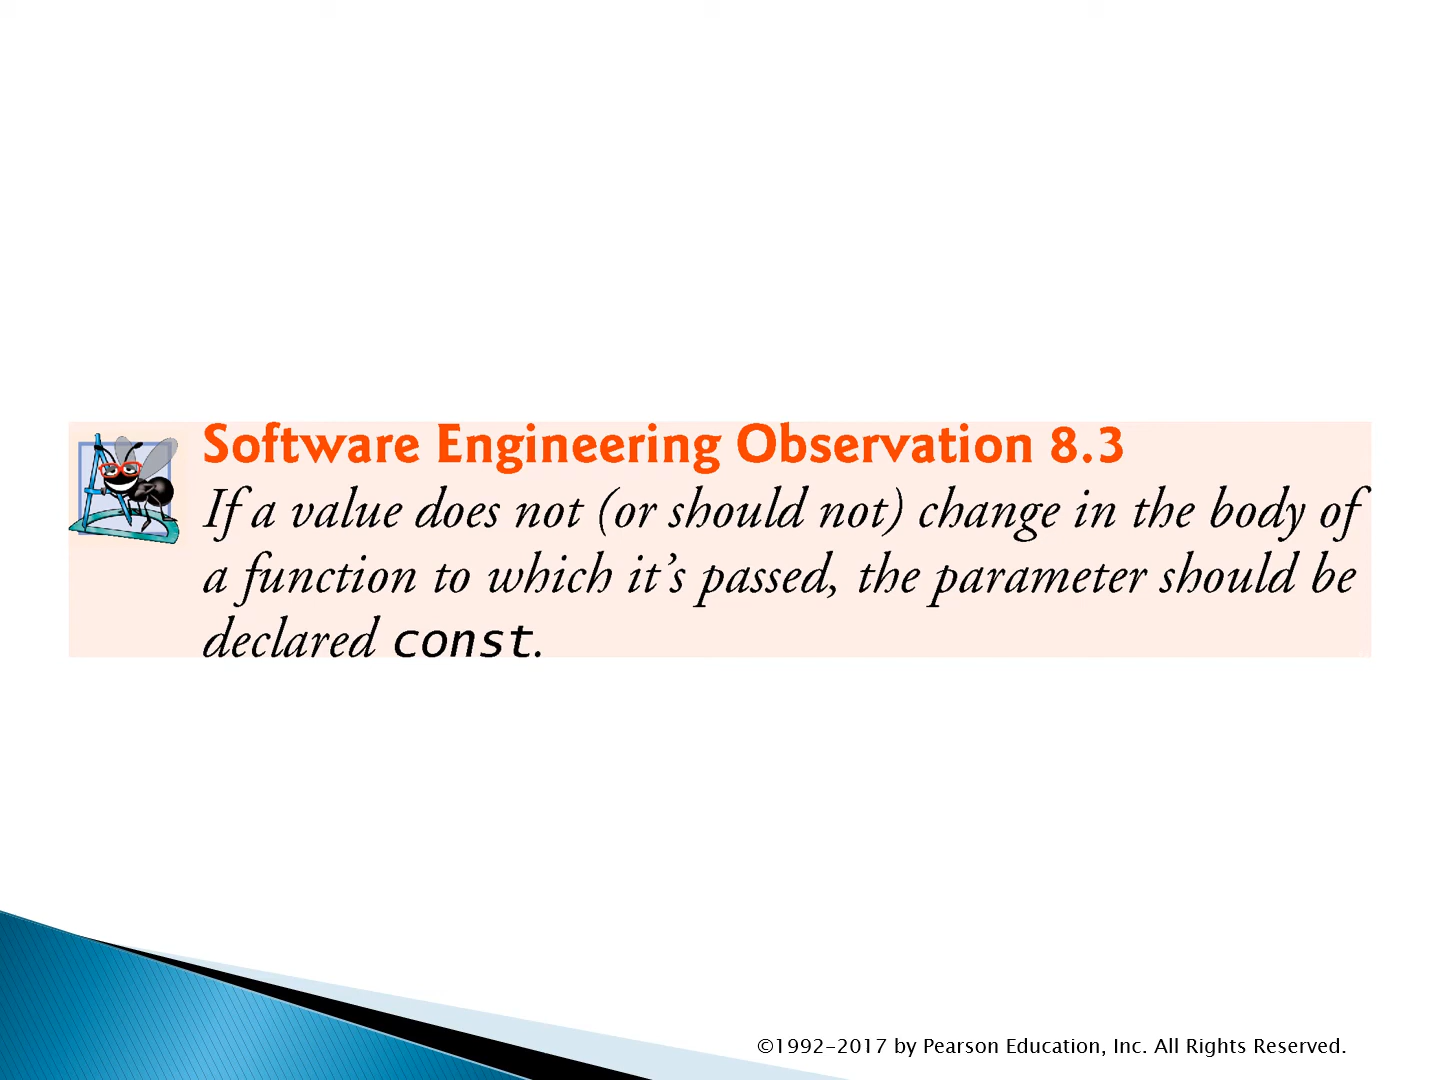 Software Engineering Observation 8.3
If a value does not (or should not) change in the body of
a function to which it’s passed, the parameter should be
declared const.
©1992–2017 by Pearson Education, Inc. All Rights Reserved.